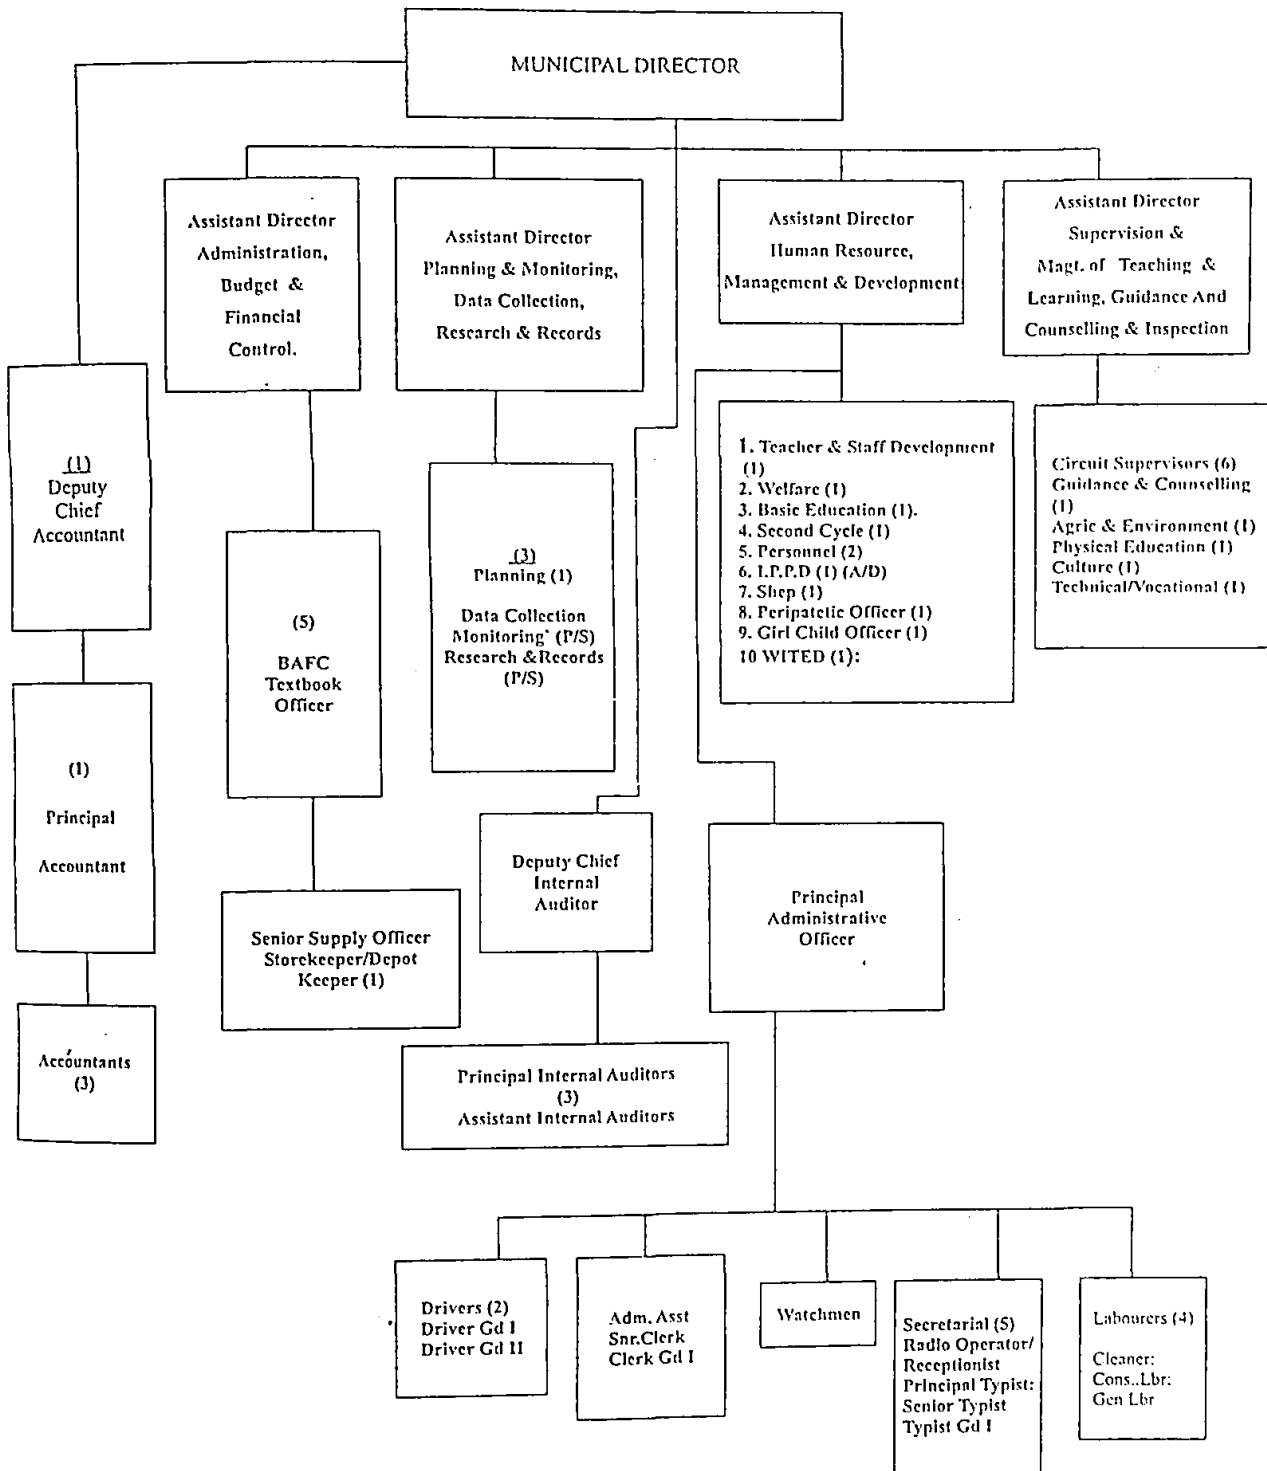 MUNICIPAL DIRECTOR
Assistant Director
Administration,
Budget &
Financial
Control.
Assistant Director
Planning & Monitoring,
Data Collection,
Research & Records
Assistant Director
Human Resource,
Management & Development
Assistant Director
Supervision &
Magt. of Teaching &
Learning, Guidance And
Counselling & Inspection
(1)
Deputy
Chief
Accountant
(5)
BAFC
Textbook
Officer
(3)
Planning (1)
Data Collection
Monitoring' (P/S)
Research &Records
(P/S)
1. Teacher & Staff Development
(1)
2. Welfare (1)
3. Basic Education (1).
4. Second Cycle (1)
5. Personnel (2)
6. I.P.P.D (1) (A/D)
7. Shep (1)
8. Peripatetic Officer (1)
9. Girl Child Officer (1)
10 WITED (1):
Circuit Supervisors (6)
Guidance & Counselling
(1)
Agric & Environment (1)
Physical Education (1)
Culture (1)
Technical/Vocational (1)
(1)
Principal
Accountant
Senior Supply Officer
Storekeeper/Depot
Keeper (1)
Deputy Chief
Internal
Auditor
Principal
Administrative
Officer
Accountants
(3)
Principal Internal Auditors
(3)
Assistant Internal Auditors
Drivers (2)
Driver Gd I
Driver Gd II
Adm. Asst
Snr.Clerk
Clerk Gd I
Watchmen
Secretarial (5)
Radio Operator/
Receptionist
Principal Typist:
Senior Typist
Typist Gd I
Labourers (4)
Cleaner:
Cons..Lbr:
Gen Lbr